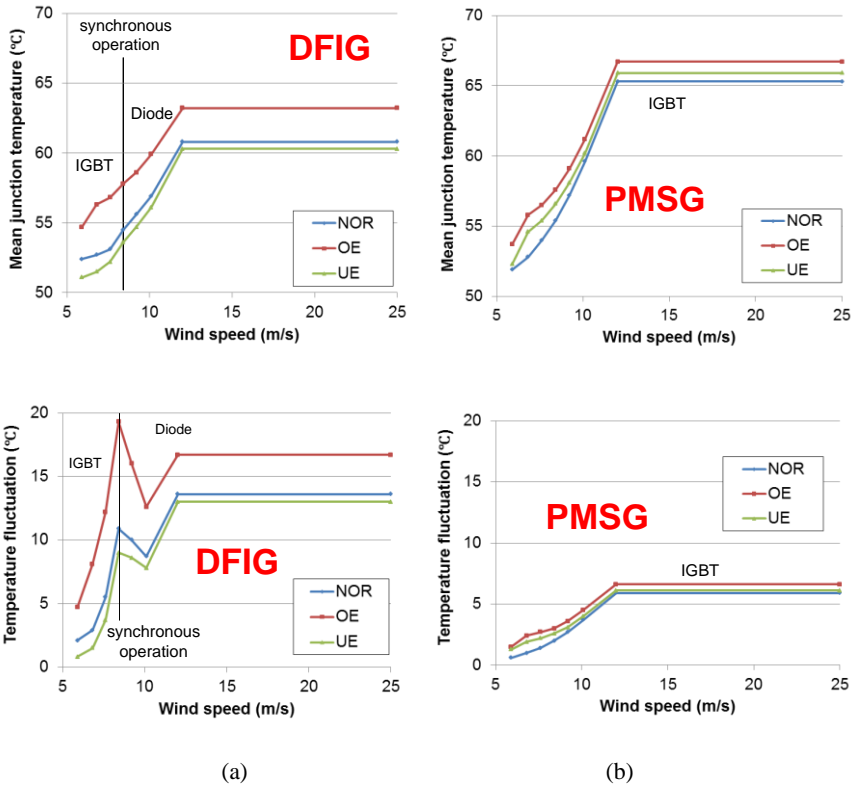 70
65
60
55
50
Mean junction temperature (℃)
synchronous
operation
DFIG
Diode
IGBT
NOR
OE
UE
5
10
15
20
25
Wind speed (m/s)
70
65
60
55
50
Mean junction temperature (℃)
IGBT
PMSG
NOR
OE
UE
5
10
15
20
25
Wind speed (m/s)
20
15
10
5
0
Temperature fluctuation (℃)
Diode
IGBT
DFIG
NOR
OE
UE
synchronous
operation
5
10
15
20
25
Wind speed (m/s)
20
15
10
5
0
Temperature fluctuation (℃)
NOR
OE
UE
PMSG
IGBT
5
10
15
20
25
Wind speed (m/s)
(a)
(b)